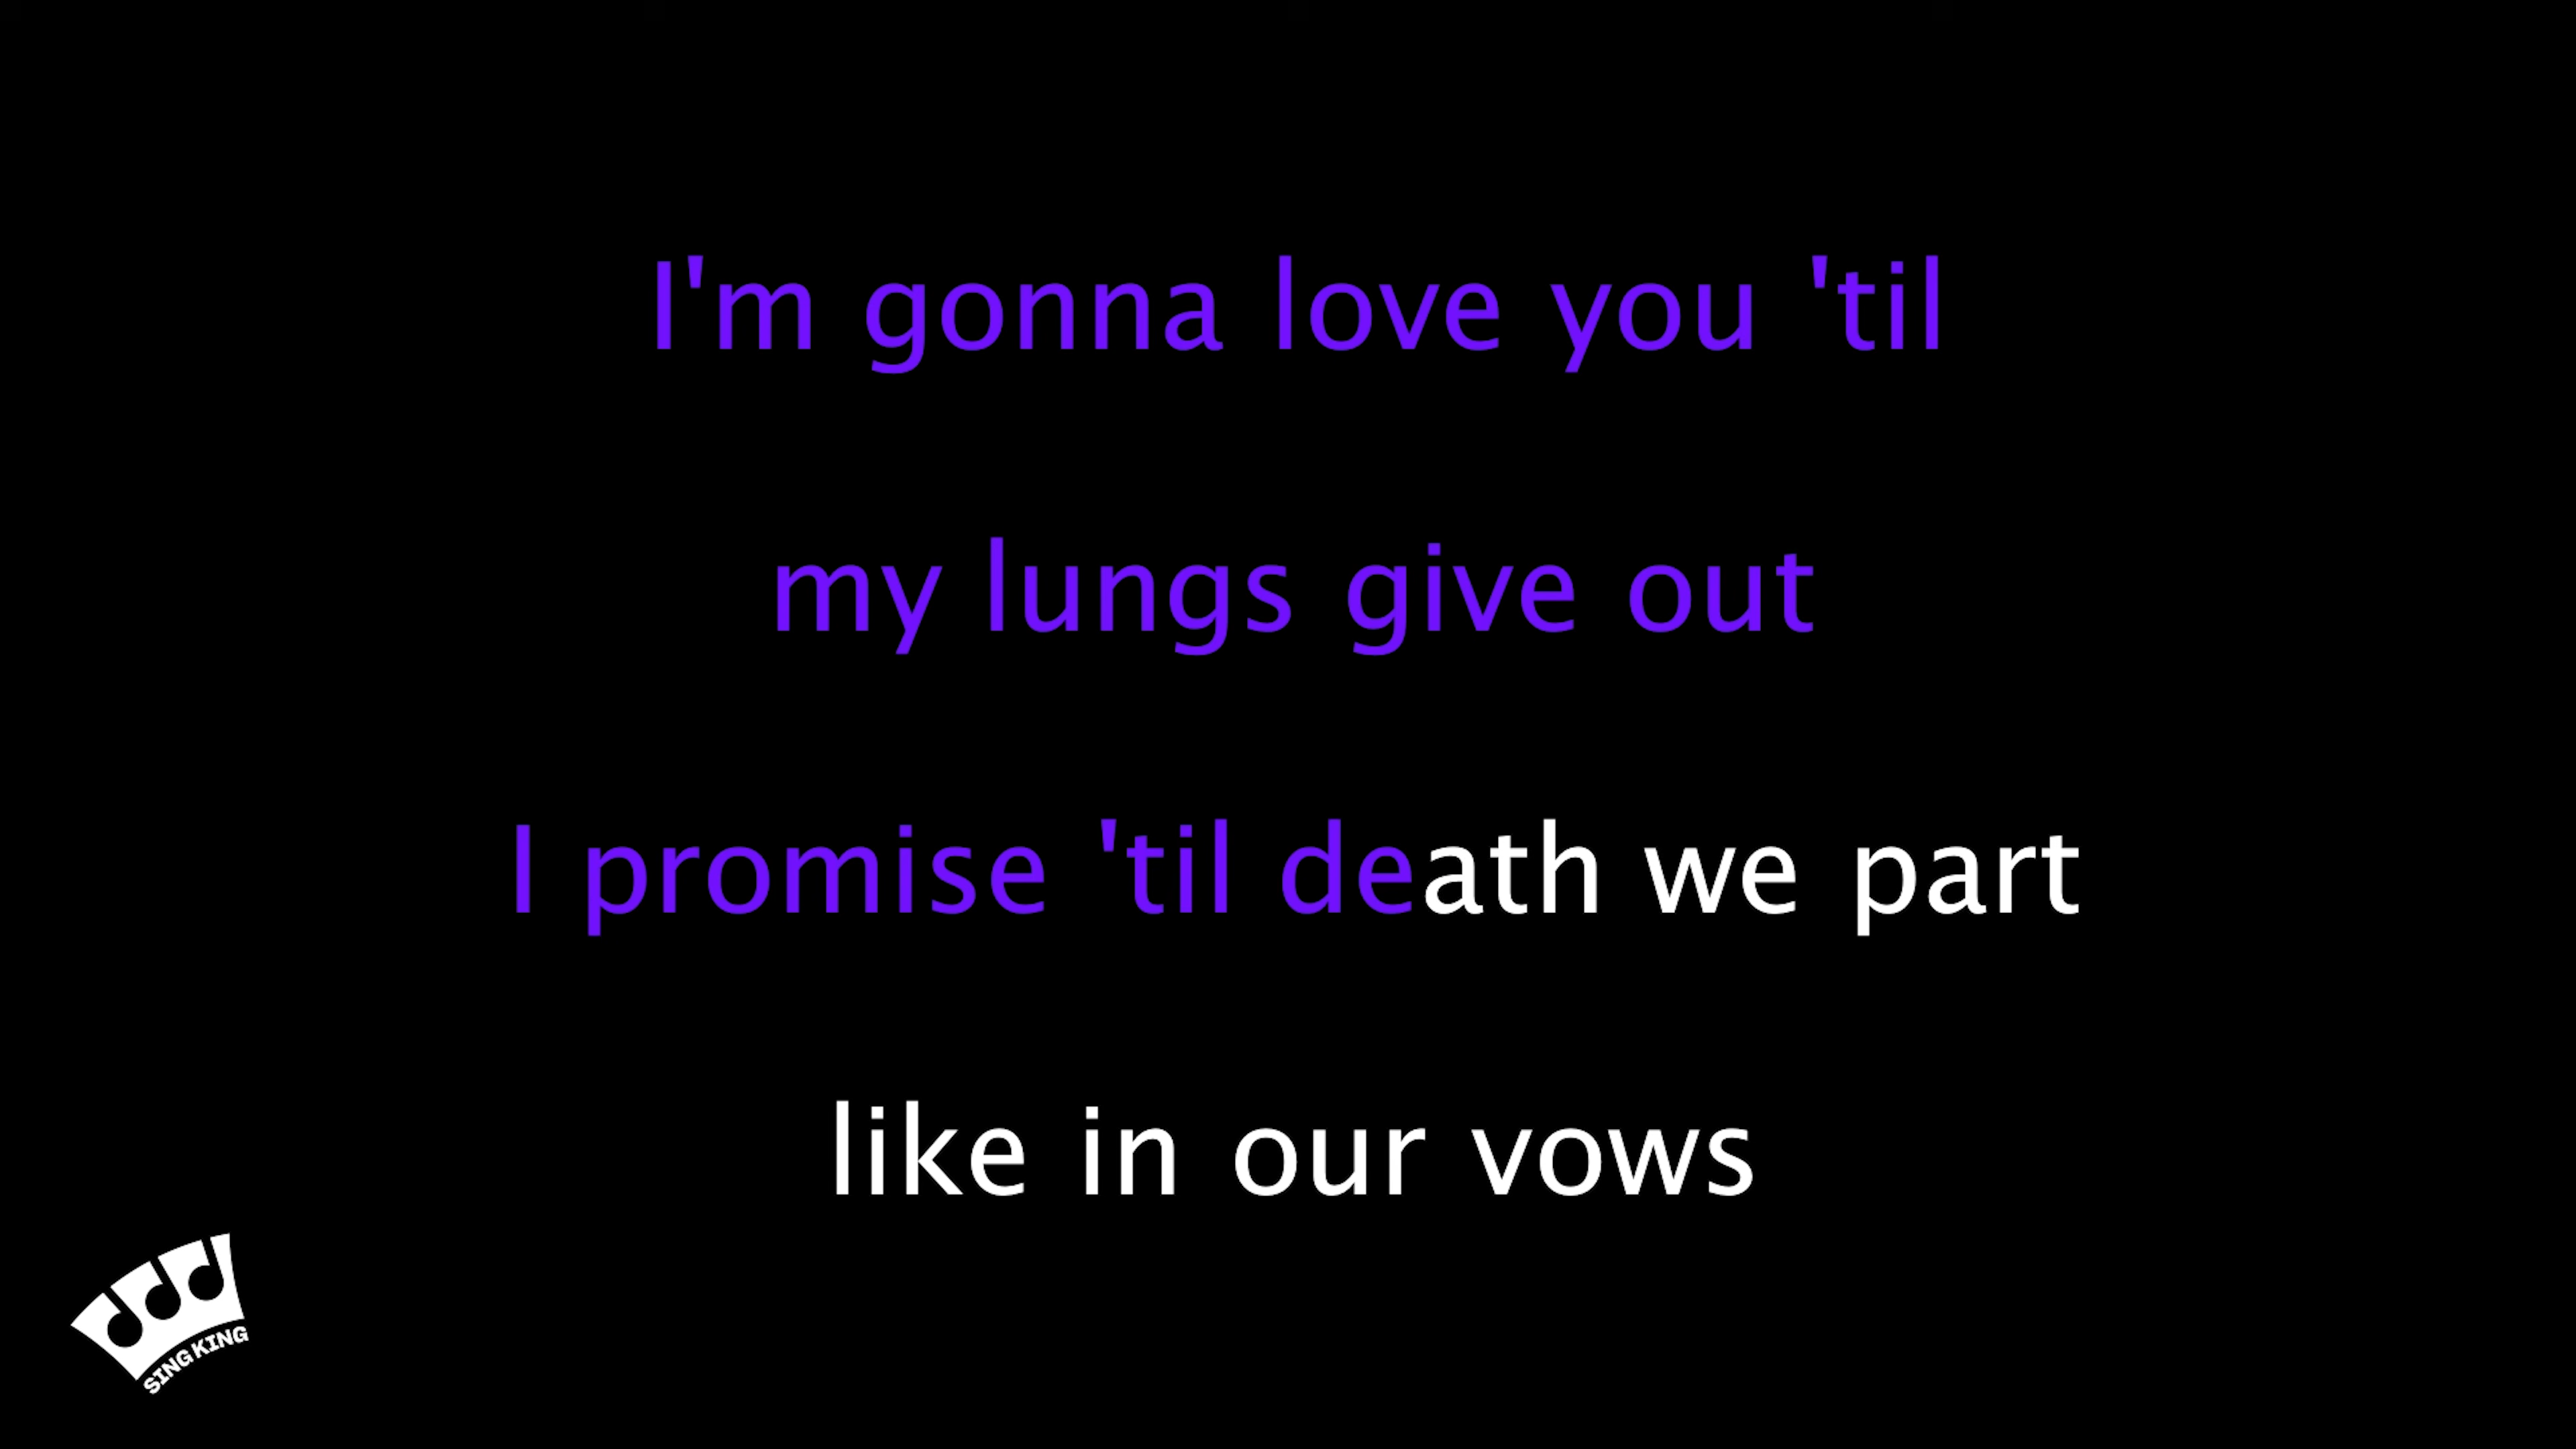 I'm gonna love you 'til
my lungs give out
I promise 'til death we part
like in our vows
SING KING